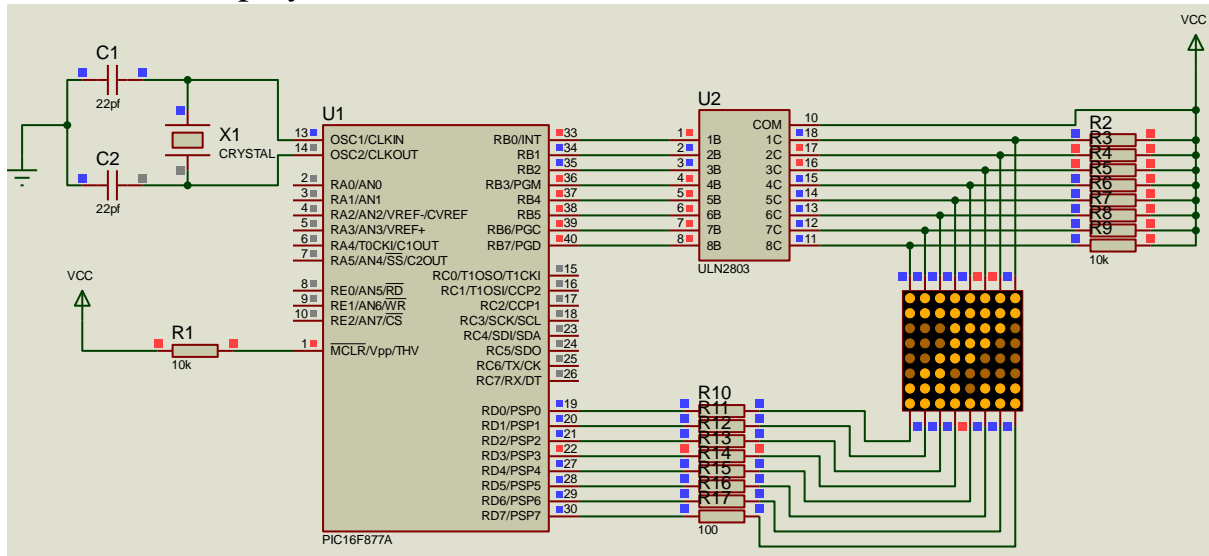 VCC
C1
22pf
X1
CRYSTAL
C2
22pf
VCC
R1
10k
U1
13 OSC1/CLKIN
14 OSC2/CLKOUT
2 RA0/AN0
3 RA1/AN1
4 RA2/AN2/VREF-/CVREF
5 RA3/AN3/VREF+
6 RA4/T0CKI/C1OUT
7 RA5/AN4/SS/C2OUT
8 RE0/AN5/RD
9 RE1/AN6/WR
10 RE2/AN7/CS
1 MCLR/Vpp/THV
RB0/INT 33
RB1 34
RB2 35
RB3/PGM 36
RB4 37
RB5 38
RB6/PGC 39
RB7/PGD 40
RC0/T1OSO/T1CKI 15
RC1/T1OSI/CCP2 16
RC2/CCP1 17
RC3/SCK/SCL 18
RC4/SDI/SDA 23
RC5/SDO 24
RC6/TX/CK 25
RC7/RX/DT 26
RD0/PSP0 19
RD1/PSP1 20
RD2/PSP2 21
RD3/PSP3 22
RD4/PSP4 27
RD5/PSP5 28
RD6/PSP6 29
RD7/PSP7 30
PIC16F877A
U2
COM 10
1 1B 1C 18
2 2B 2C 17
3 3B 3C 16
4 4B 4C 15
5 5B 5C 14
6 6B 6C 13
7 7B 7C 12
8 8B 8C 11
ULN2803
R2
R3
R4
R5
R6
R7
R8
R9
10k
R10
R11
R12
R13
R14
R15
R16
R17
100